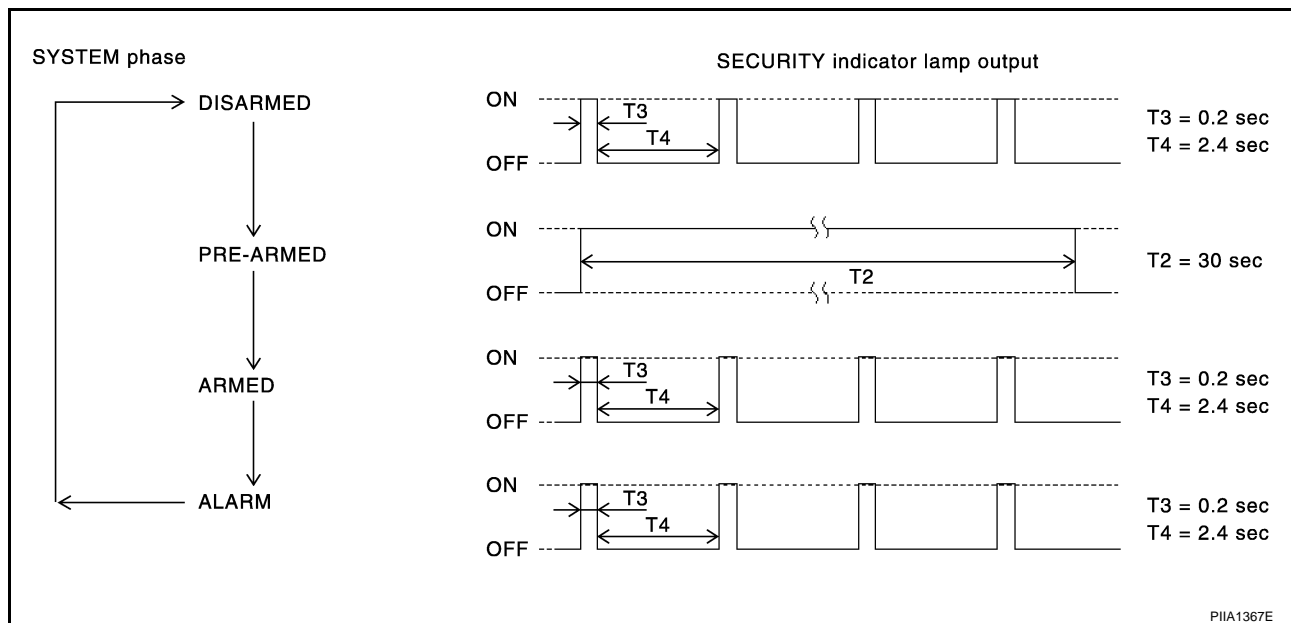 SYSTEM phase
SECURITY indicator lamp output
DISARMED
ON
OFF
T3
T4
T3 = 0.2 sec
T4 = 2.4 sec
PRE-ARMED
ON
OFF
T2
T2 = 30 sec
ARMED
ON
OFF
T3
T4
T3 = 0.2 sec
T4 = 2.4 sec
ALARM
ON
OFF
T3
T4
T3 = 0.2 sec
T4 = 2.4 sec
PIIA1367E